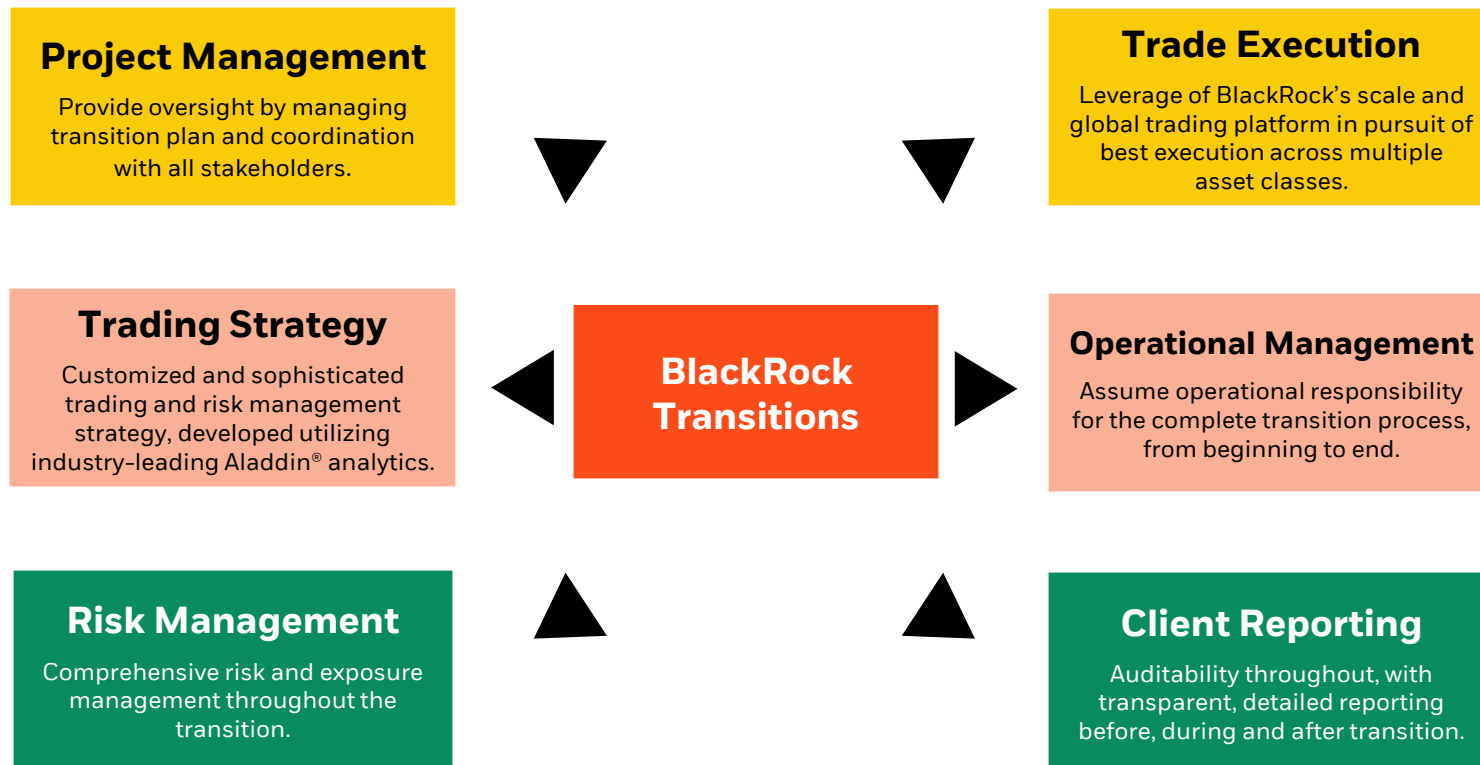 Project Management
Provide oversight by managing
transition plan and coordination
with all stakeholders.
Trade Execution
Leverage of BlackRock’s scale and
global trading platform in pursuit of
best execution across multiple
asset classes.
Trading Strategy
Customized and sophisticated
trading and risk management
strategy, developed utilizing
industry-leading Aladdin® analytics.
BlackRock
Transitions
Operational Management
Assume operational responsibility
for the complete transition process,
from beginning to end.
Risk Management
Comprehensive risk and exposure
management throughout the
transition.
Client Reporting
Auditability throughout, with
transparent, detailed reporting
before, during and after transition.